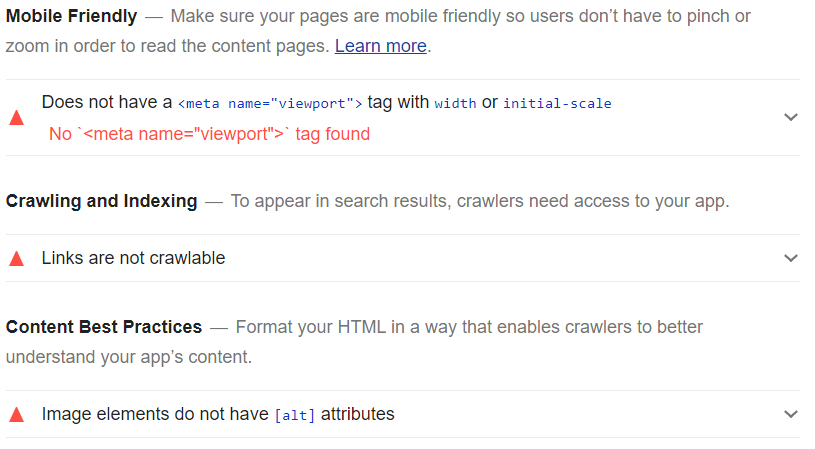 Mobile Friendly — Make sure your pages are mobile friendly so users don’t have to pinch or
zoom in order to read the content pages. Learn more.
Does not have a <meta name="viewport"> tag with width or initial-scale
No `<meta name="viewport">` tag found
Crawling and Indexing — To appear in search results, crawlers need access to your app.
Links are not crawlable
Content Best Practices — Format your HTML in a way that enables crawlers to better
understand your app’s content.
Image elements do not have [alt] attributes